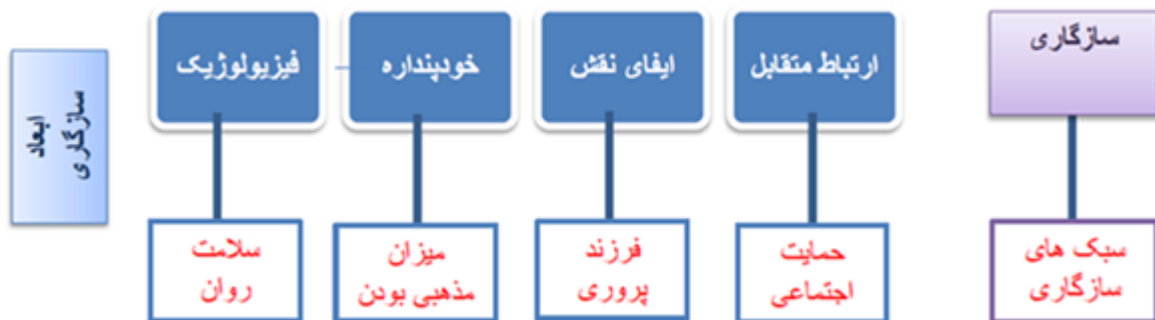 سازگاری
ارتباط متقابل
ایفای نقش
خودپنداره
فیزیولوژیک
ابعاد
سازگاری
سبک های
سازگاری
حمایت
اجتماعی
فرزند
پروری
میزان
مذهبی بودن
سلامت
روان